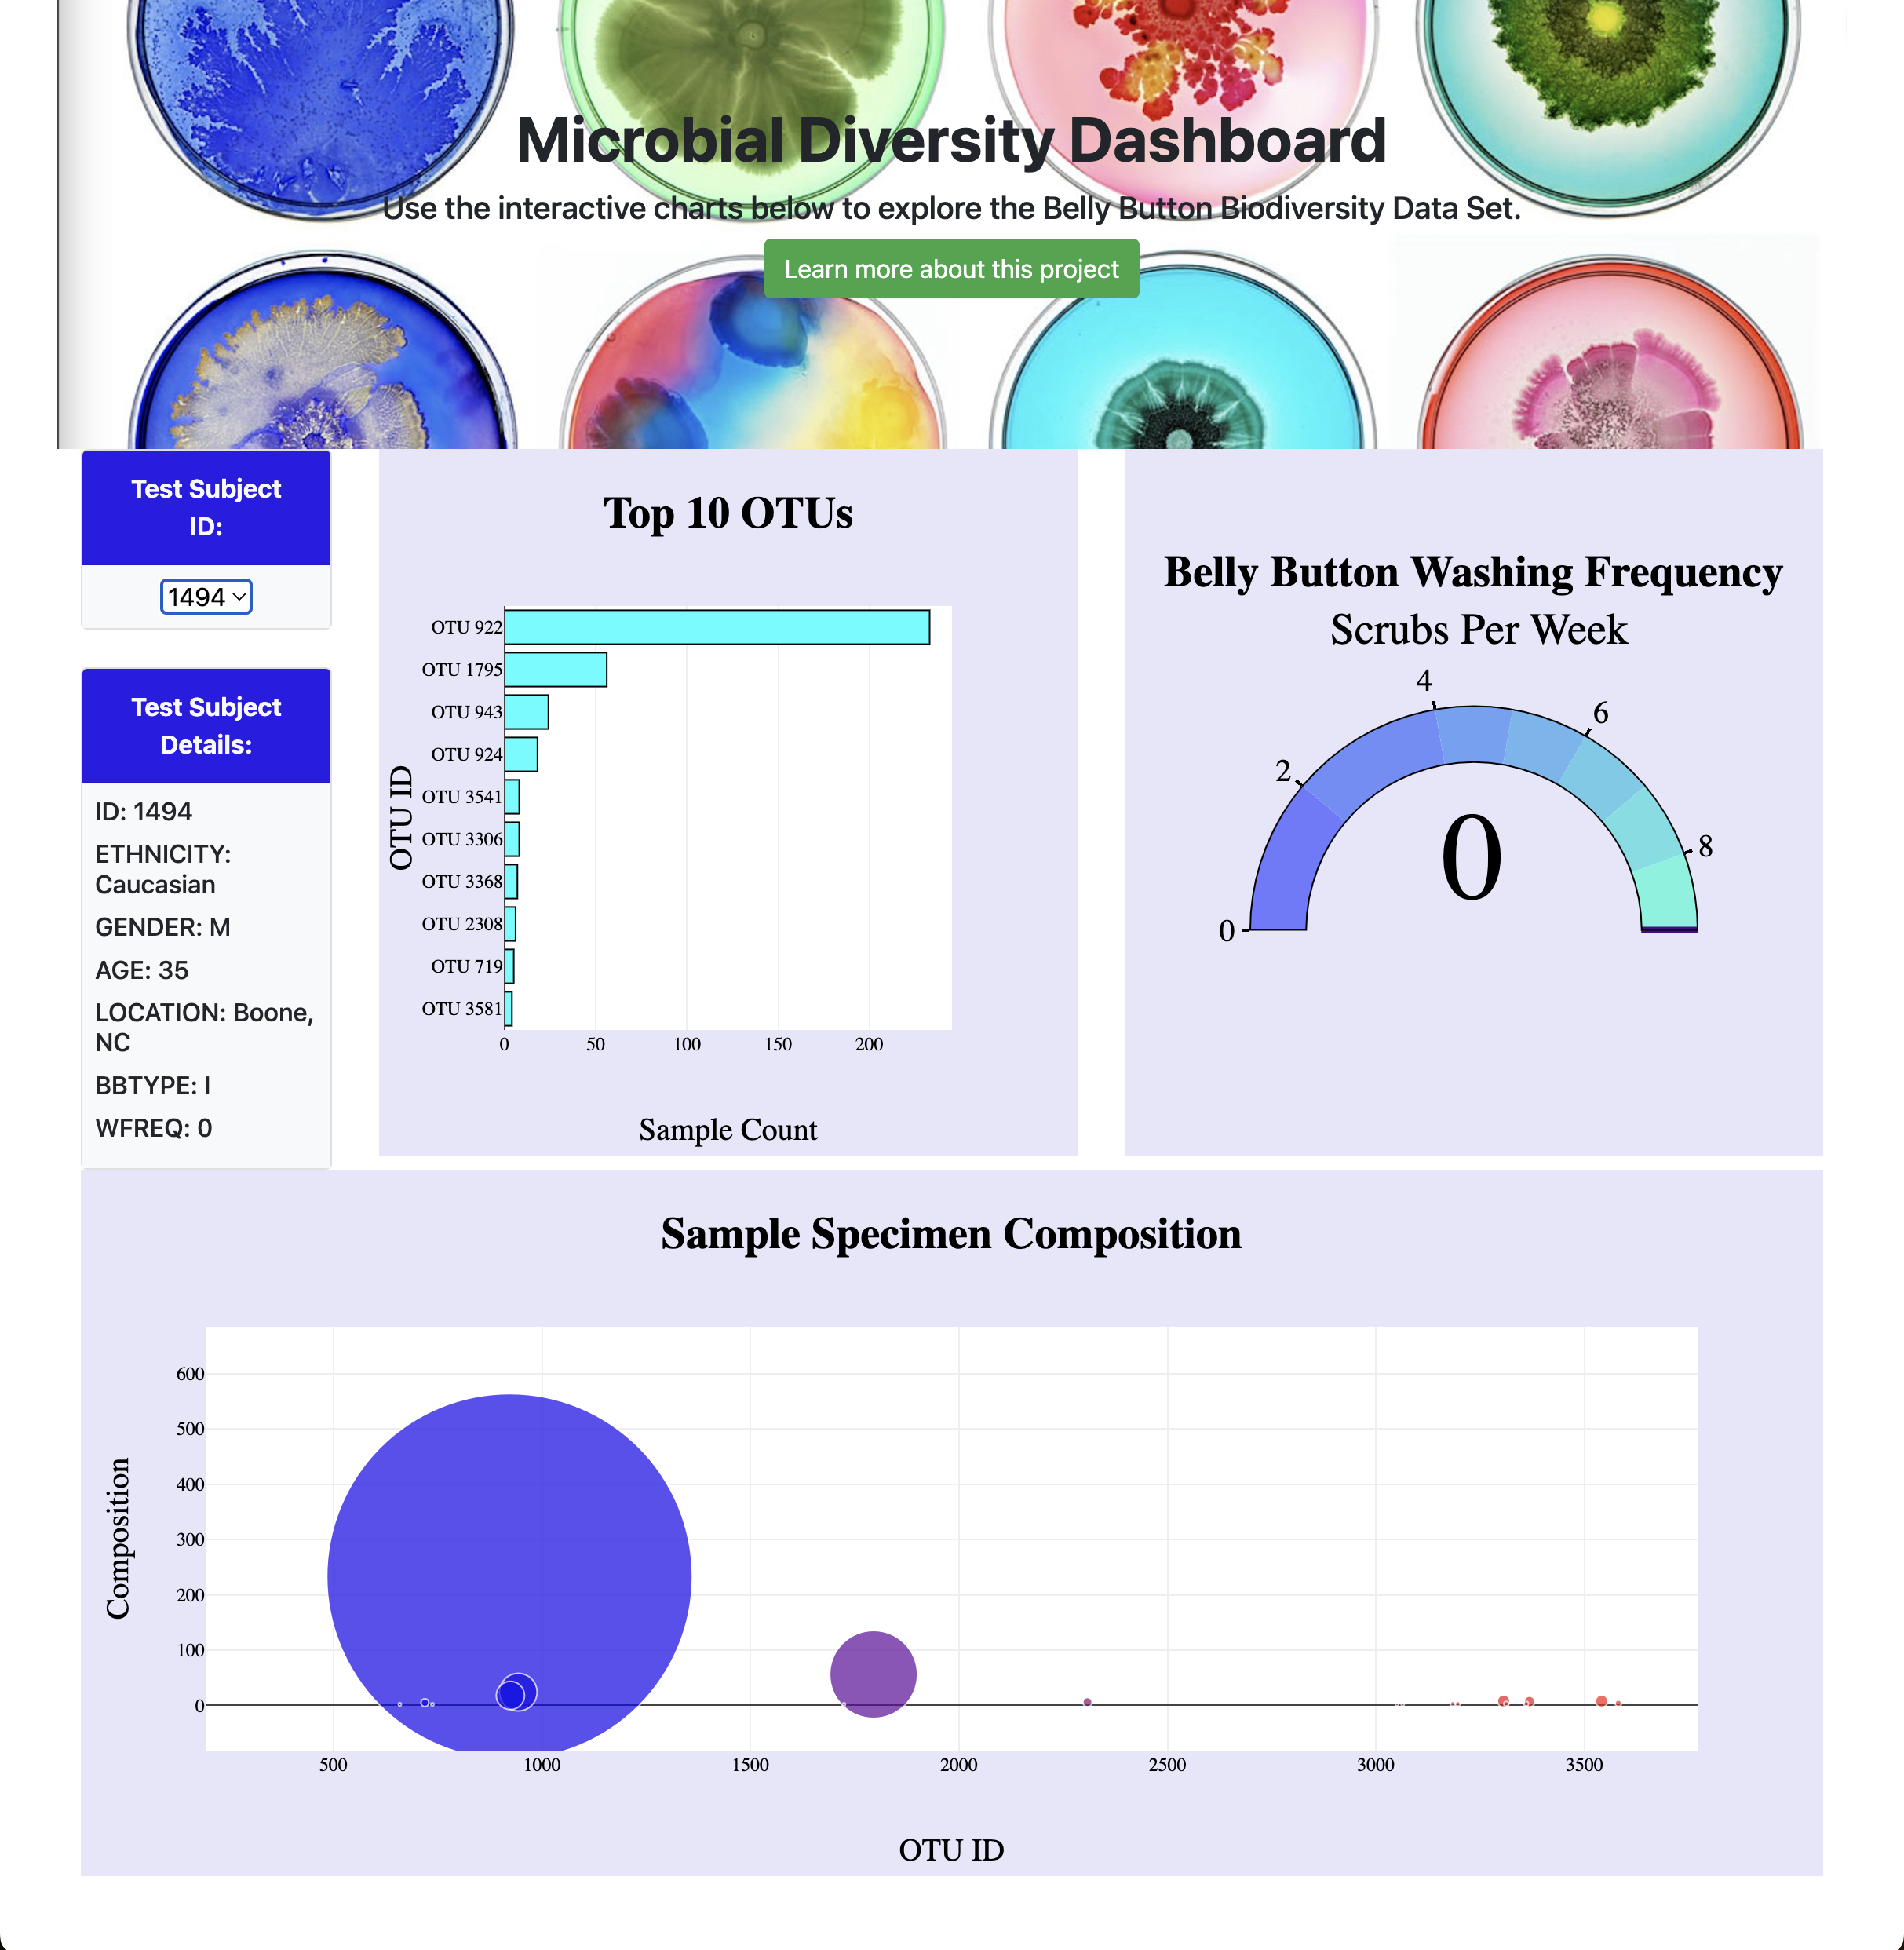 Microbial Diversity Dashboard
Use the interactive charts below to explore the Belly Button Biodiversity Data Set.
Learn more about this project
Test Subject
ID:
1494
Test Subject
Details:
ID: 1494
ETHNICITY:
Caucasian
GENDER: M
AGE: 35
LOCATION: Boone,
NC
BBTYPE: I
WFREQ: 0
Top 10 OTUs
OTU ID
OTU 922
OTU 1795
OTU 943
OTU 924
OTU 3541
OTU 3306
OTU 3368
OTU 2308
OTU 719
OTU 3581
0 50 100 150 200
Sample Count
Belly Button Washing Frequency
Scrubs Per Week
0
2
4
6
8
0
Sample Specimen Composition
Composition
600
500
400
300
200
100
0
500 1000 1500 2000 2500 3000 3500
OTU ID